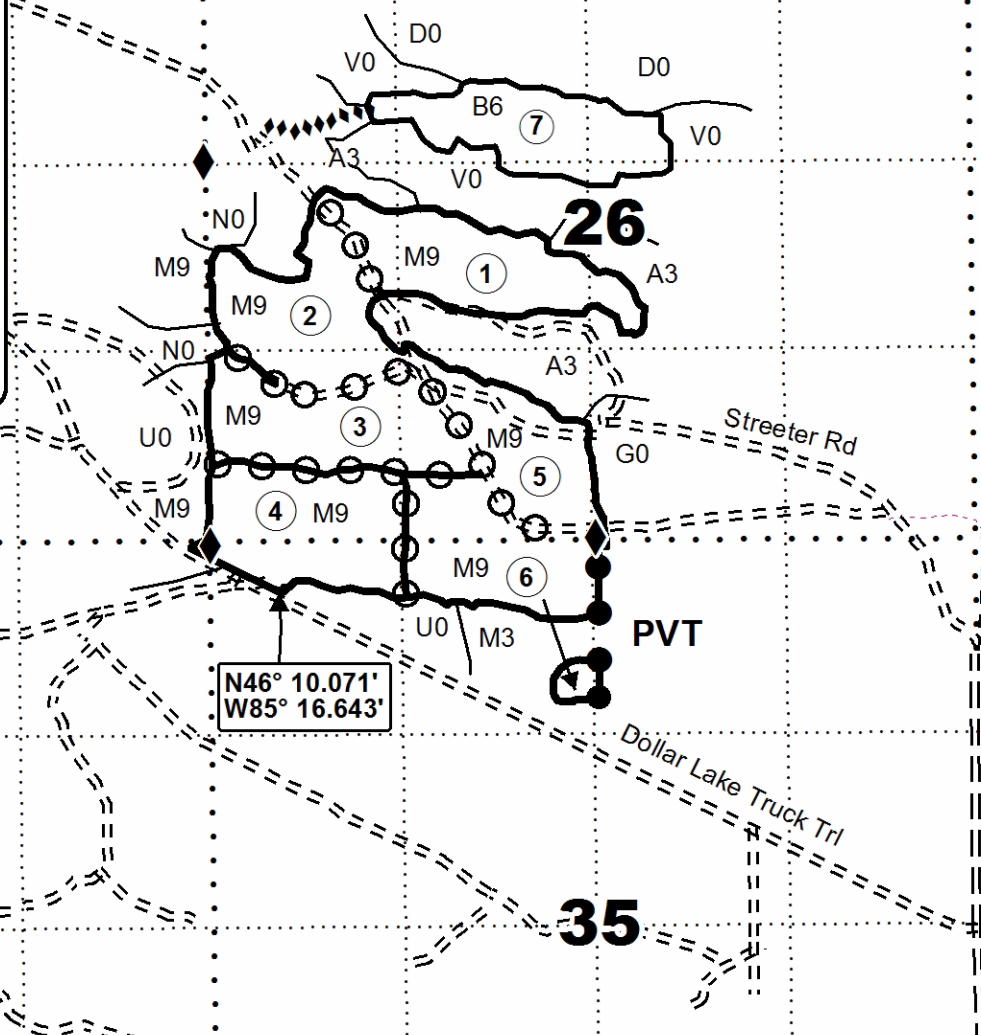 D0
V0
D0
B6
7
V0
A3
V0
N0
26
M9
M9
1
A3
M9
2
N0
A3
M9
3
U0
M9
Streeter Rd
G0
5
M9
4
M9
M9
6
U0
M3
PVT
N46° 10.071'
W85° 16.643'
Dollar Lake Truck Trl
35